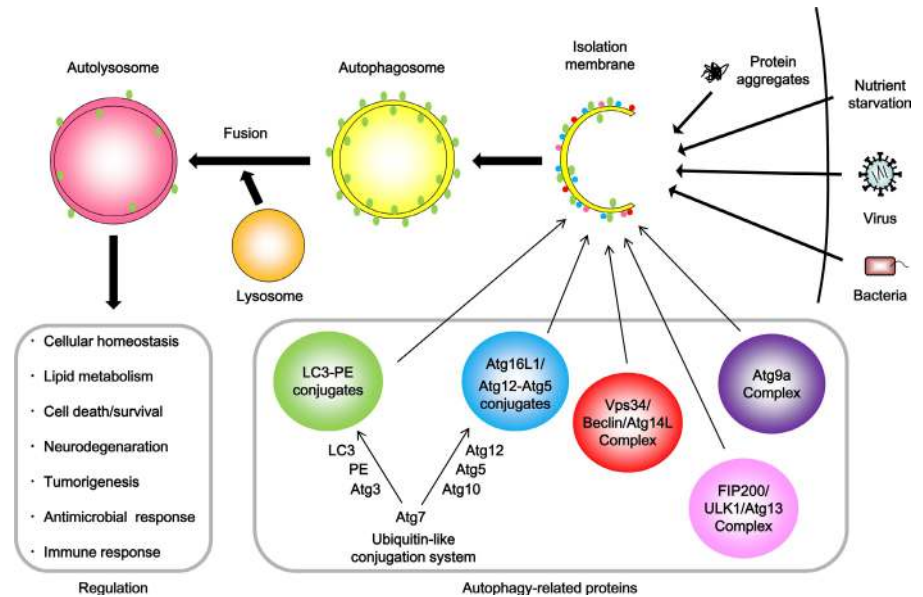 Isolation
membrane
Protein
aggregates
Autolysosome
Autophagosome
Nutrient
starvation
Fusion
Virus
Lysosome
Bacteria
· Cellular homeostasis
· Lipid metabolism
· Cell death/survival
· Neurodegenaration
· Tumorigenesis
· Antimicrobial response
· Immune response
Regulation
LC3-PE
conjugates
Atg16L1/
Atg12-Atg5
conjugates
Vps34/
Beclin/Atg14L
Complex
Atg9a
Complex
FIP200/
ULK1/Atg13
Complex
LC3
PE
Atg3
Atg12
Atg5
Atg10
Atg7
Ubiquitin-like
conjugation system
Autophagy-related proteins